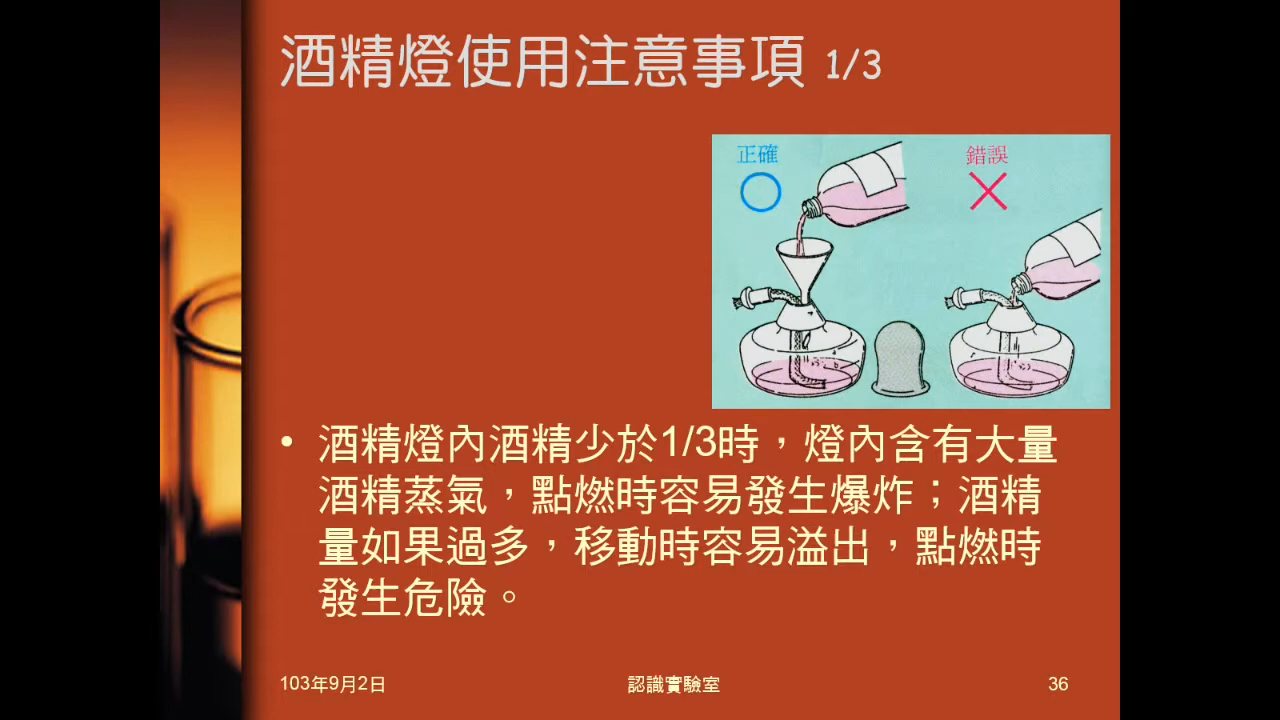 酒精燈使用注意事項 1/3
正確
錯誤
• 酒精燈內酒精少於1/3時，燈內含有大量
酒精蒸氣，點燃時容易發生爆炸；酒精
量如果過多，移動時容易溢出，點燃時
發生危險。
103年9月2日
認識實驗室
36